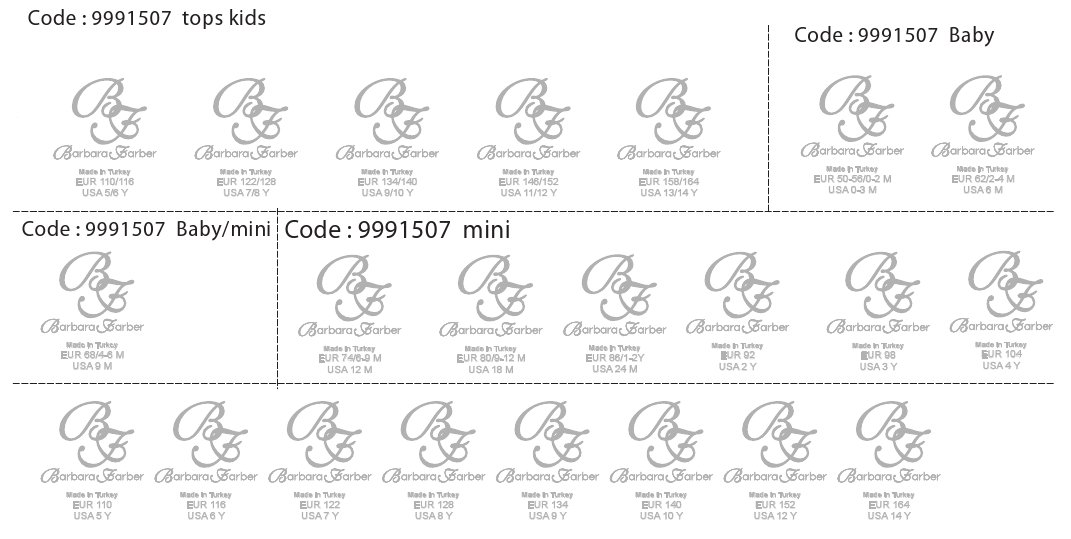 Code : 9991507 tops kids
Code : 9991507 Baby
BF
Barbara Farber
Made In Turkey
EUR 110/116
USA 5/6 Y
BF
Barbara Farber
Made In Turkey
EUR 122/128
USA 7/8 Y
BF
Barbara Farber
Made In Turkey
EUR 134/140
USA 9/10 Y
BF
Barbara Farber
Made In Turkey
EUR 146/152
USA 11/12 Y
BF
Barbara Farber
Made In Turkey
EUR 158/164
USA 13/14 Y
BF
Barbara Farber
Made In Turkey
EUR 50-56/0-2 M
USA 0-3 M
BF
Barbara Farber
Made In Turkey
EUR 62/2-4 M
USA 6 M
Code : 9991507 Baby/mini
BF
Barbara Farber
Made In Turkey
EUR 68/4-6 M
USA 9 M
Code : 9991507 mini
BF
Barbara Farber
Made In Turkey
EUR 74/6-9 M
USA 12 M
BF
Barbara Farber
Made In Turkey
EUR 80/9-12 M
USA 18 M
BF
Barbara Farber
Made In Turkey
EUR 86/1-2Y
USA 24 M
BF
Barbara Farber
Made In Turkey
EUR 92
USA 2 Y
BF
Barbara Farber
Made In Turkey
EUR 98
USA 3 Y
BF
Barbara Farber
Made In Turkey
EUR 104
USA 4 Y
BF
Barbara Farber
Made In Turkey
EUR 110
USA 5 Y
BF
Barbara Farber
Made In Turkey
EUR 116
USA 6 Y
BF
Barbara Farber
Made In Turkey
EUR 122
USA 7 Y
BF
Barbara Farber
Made In Turkey
EUR 128
USA 8 Y
BF
Barbara Farber
Made In Turkey
EUR 134
USA 9 Y
BF
Barbara Farber
Made In Turkey
EUR 140
USA 10 Y
BF
Barbara Farber
Made In Turkey
EUR 152
USA 12 Y
BF
Barbara Farber
Made In Turkey
EUR 164
USA 14 Y